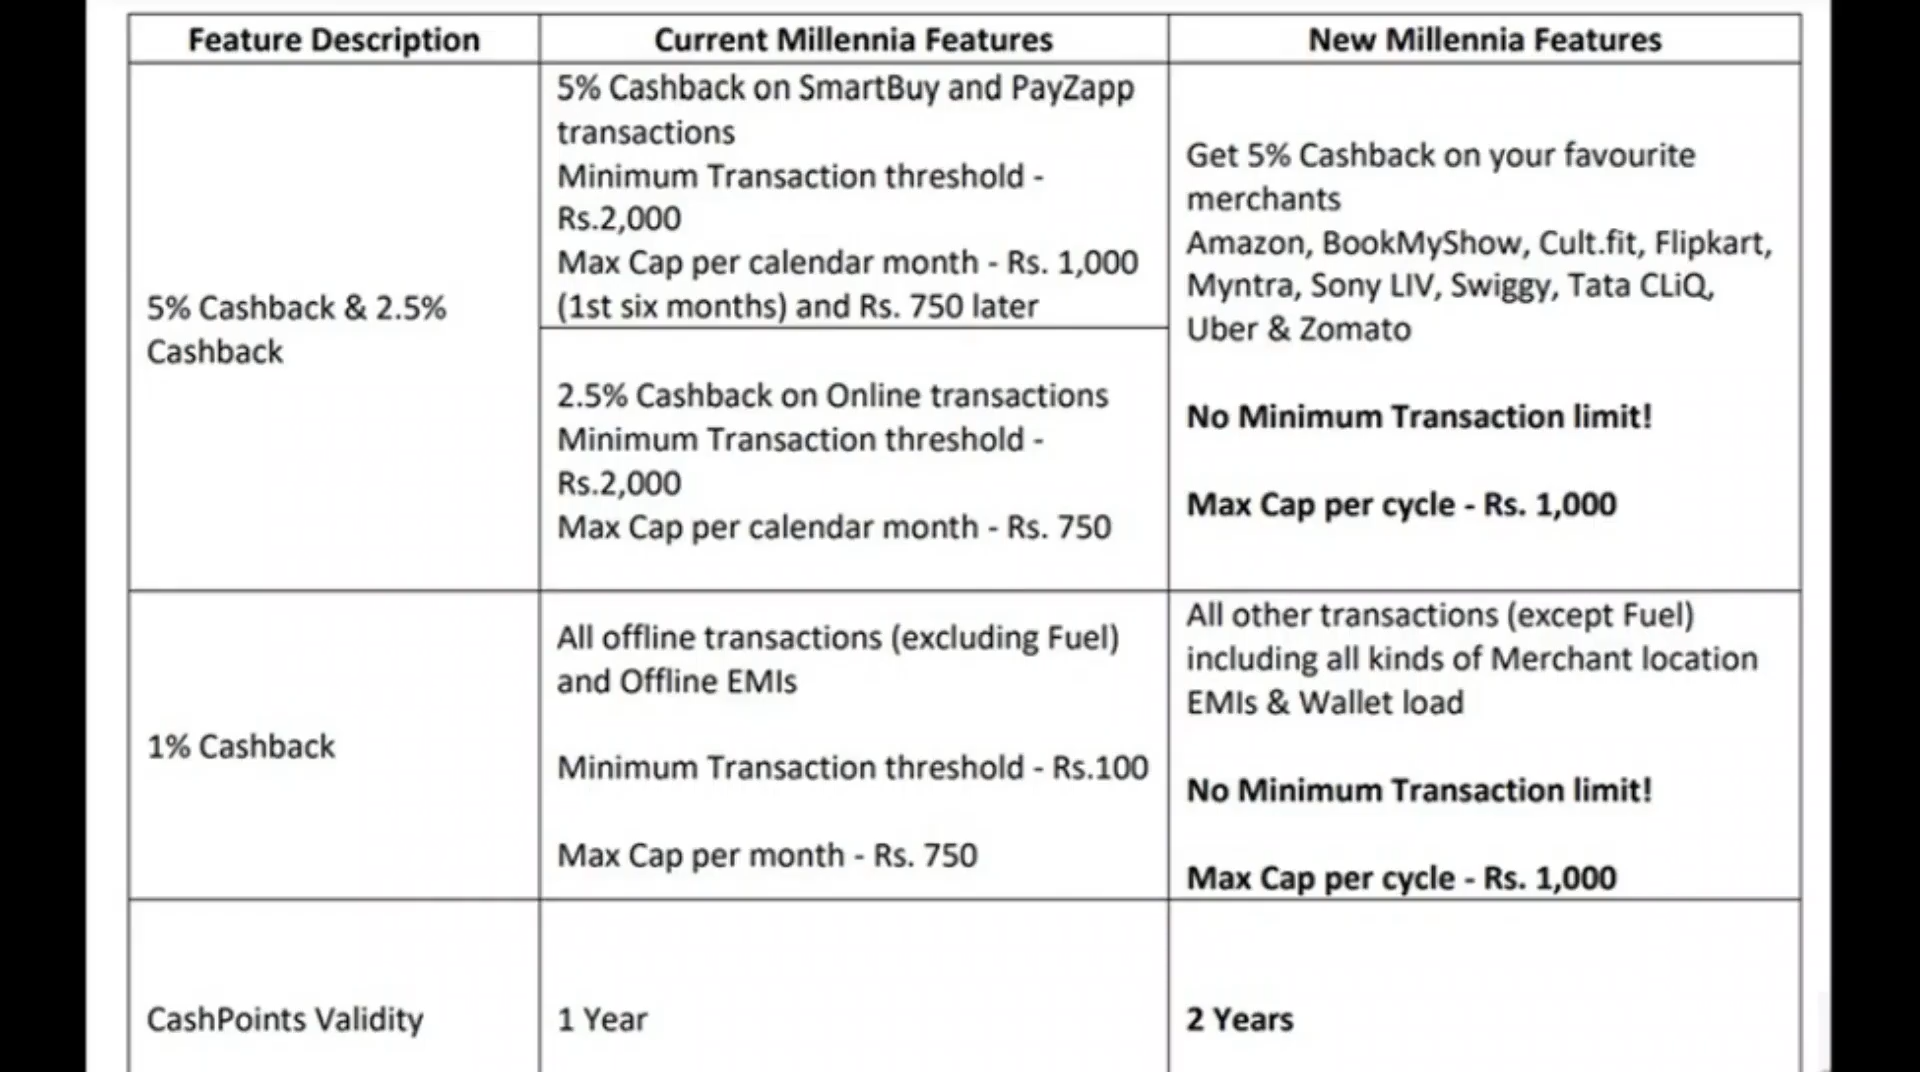 Feature Description
Current Millennia Features
New Millennia Features
5% Cashback & 2.5%
Cashback
5% Cashback on SmartBuy and PayZapp
transactions
Minimum Transaction threshold -
Rs.2,000
Max Cap per calendar month - Rs. 1,000
(1st six months) and Rs. 750 later
2.5% Cashback on Online transactions
Minimum Transaction threshold -
Rs.2,000
Max Cap per calendar month - Rs. 750
Get 5% Cashback on your favourite
merchants
Amazon, BookMyShow, Cult.fit, Flipkart,
Myntra, Sony LIV, Swiggy, Tata CLiQ,
Uber & Zomato
No Minimum Transaction limit!
Max Cap per cycle - Rs. 1,000
1% Cashback
All offline transactions (excluding Fuel)
and Offline EMIs
Minimum Transaction threshold - Rs.100
Max Cap per month - Rs. 750
All other transactions (except Fuel)
including all kinds of Merchant location
EMIs & Wallet load
No Minimum Transaction limit!
Max Cap per cycle - Rs. 1,000
CashPoints Validity
1 Year
2 Years